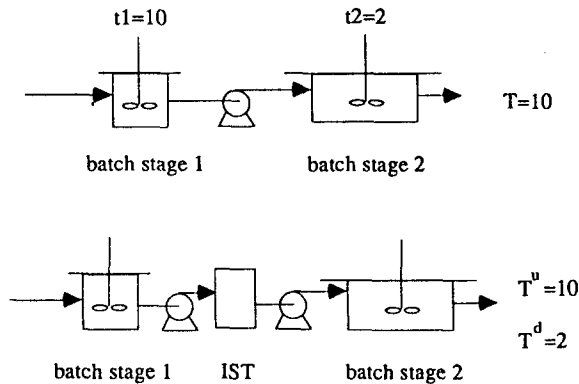 t1=10
t2=2
T=10
batch stage 1
batch stage 2
T^u=10
T^d=2
batch stage 1
IST
batch stage 2